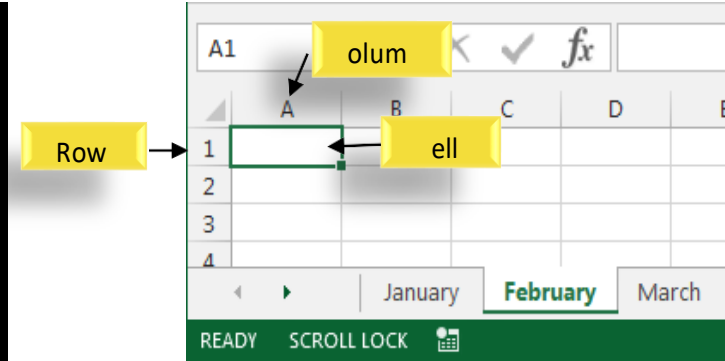 A1 olum fx
A B C D E
Row 1 ell
2
3
4
January February March
READY SCROLL LOCK